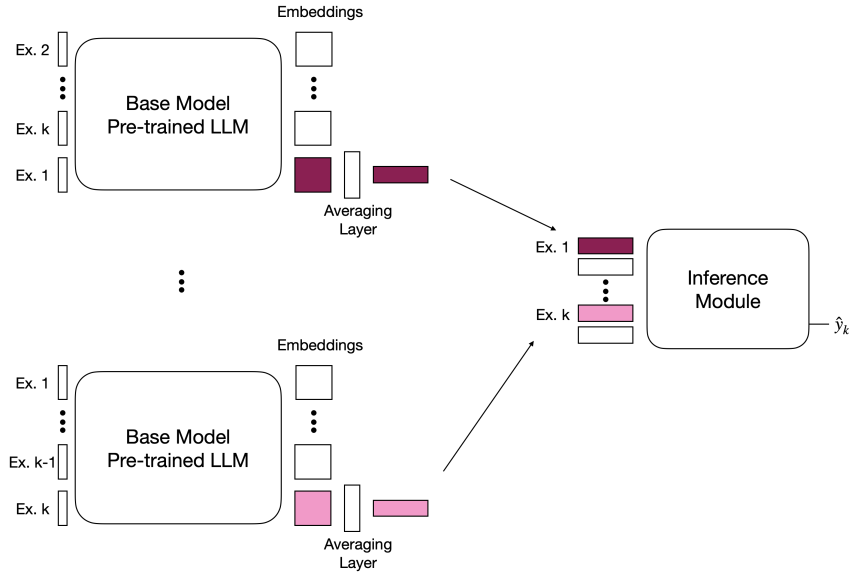 Embeddings
Ex. 2
Ex. k
Ex. 1
Base Model
Pre-trained LLM
Averaging
Layer
Ex. 1
Ex. k
Inference
Module
ŷₖ
Embeddings
Ex. 1
Ex. k-1
Ex. k
Base Model
Pre-trained LLM
Averaging
Layer